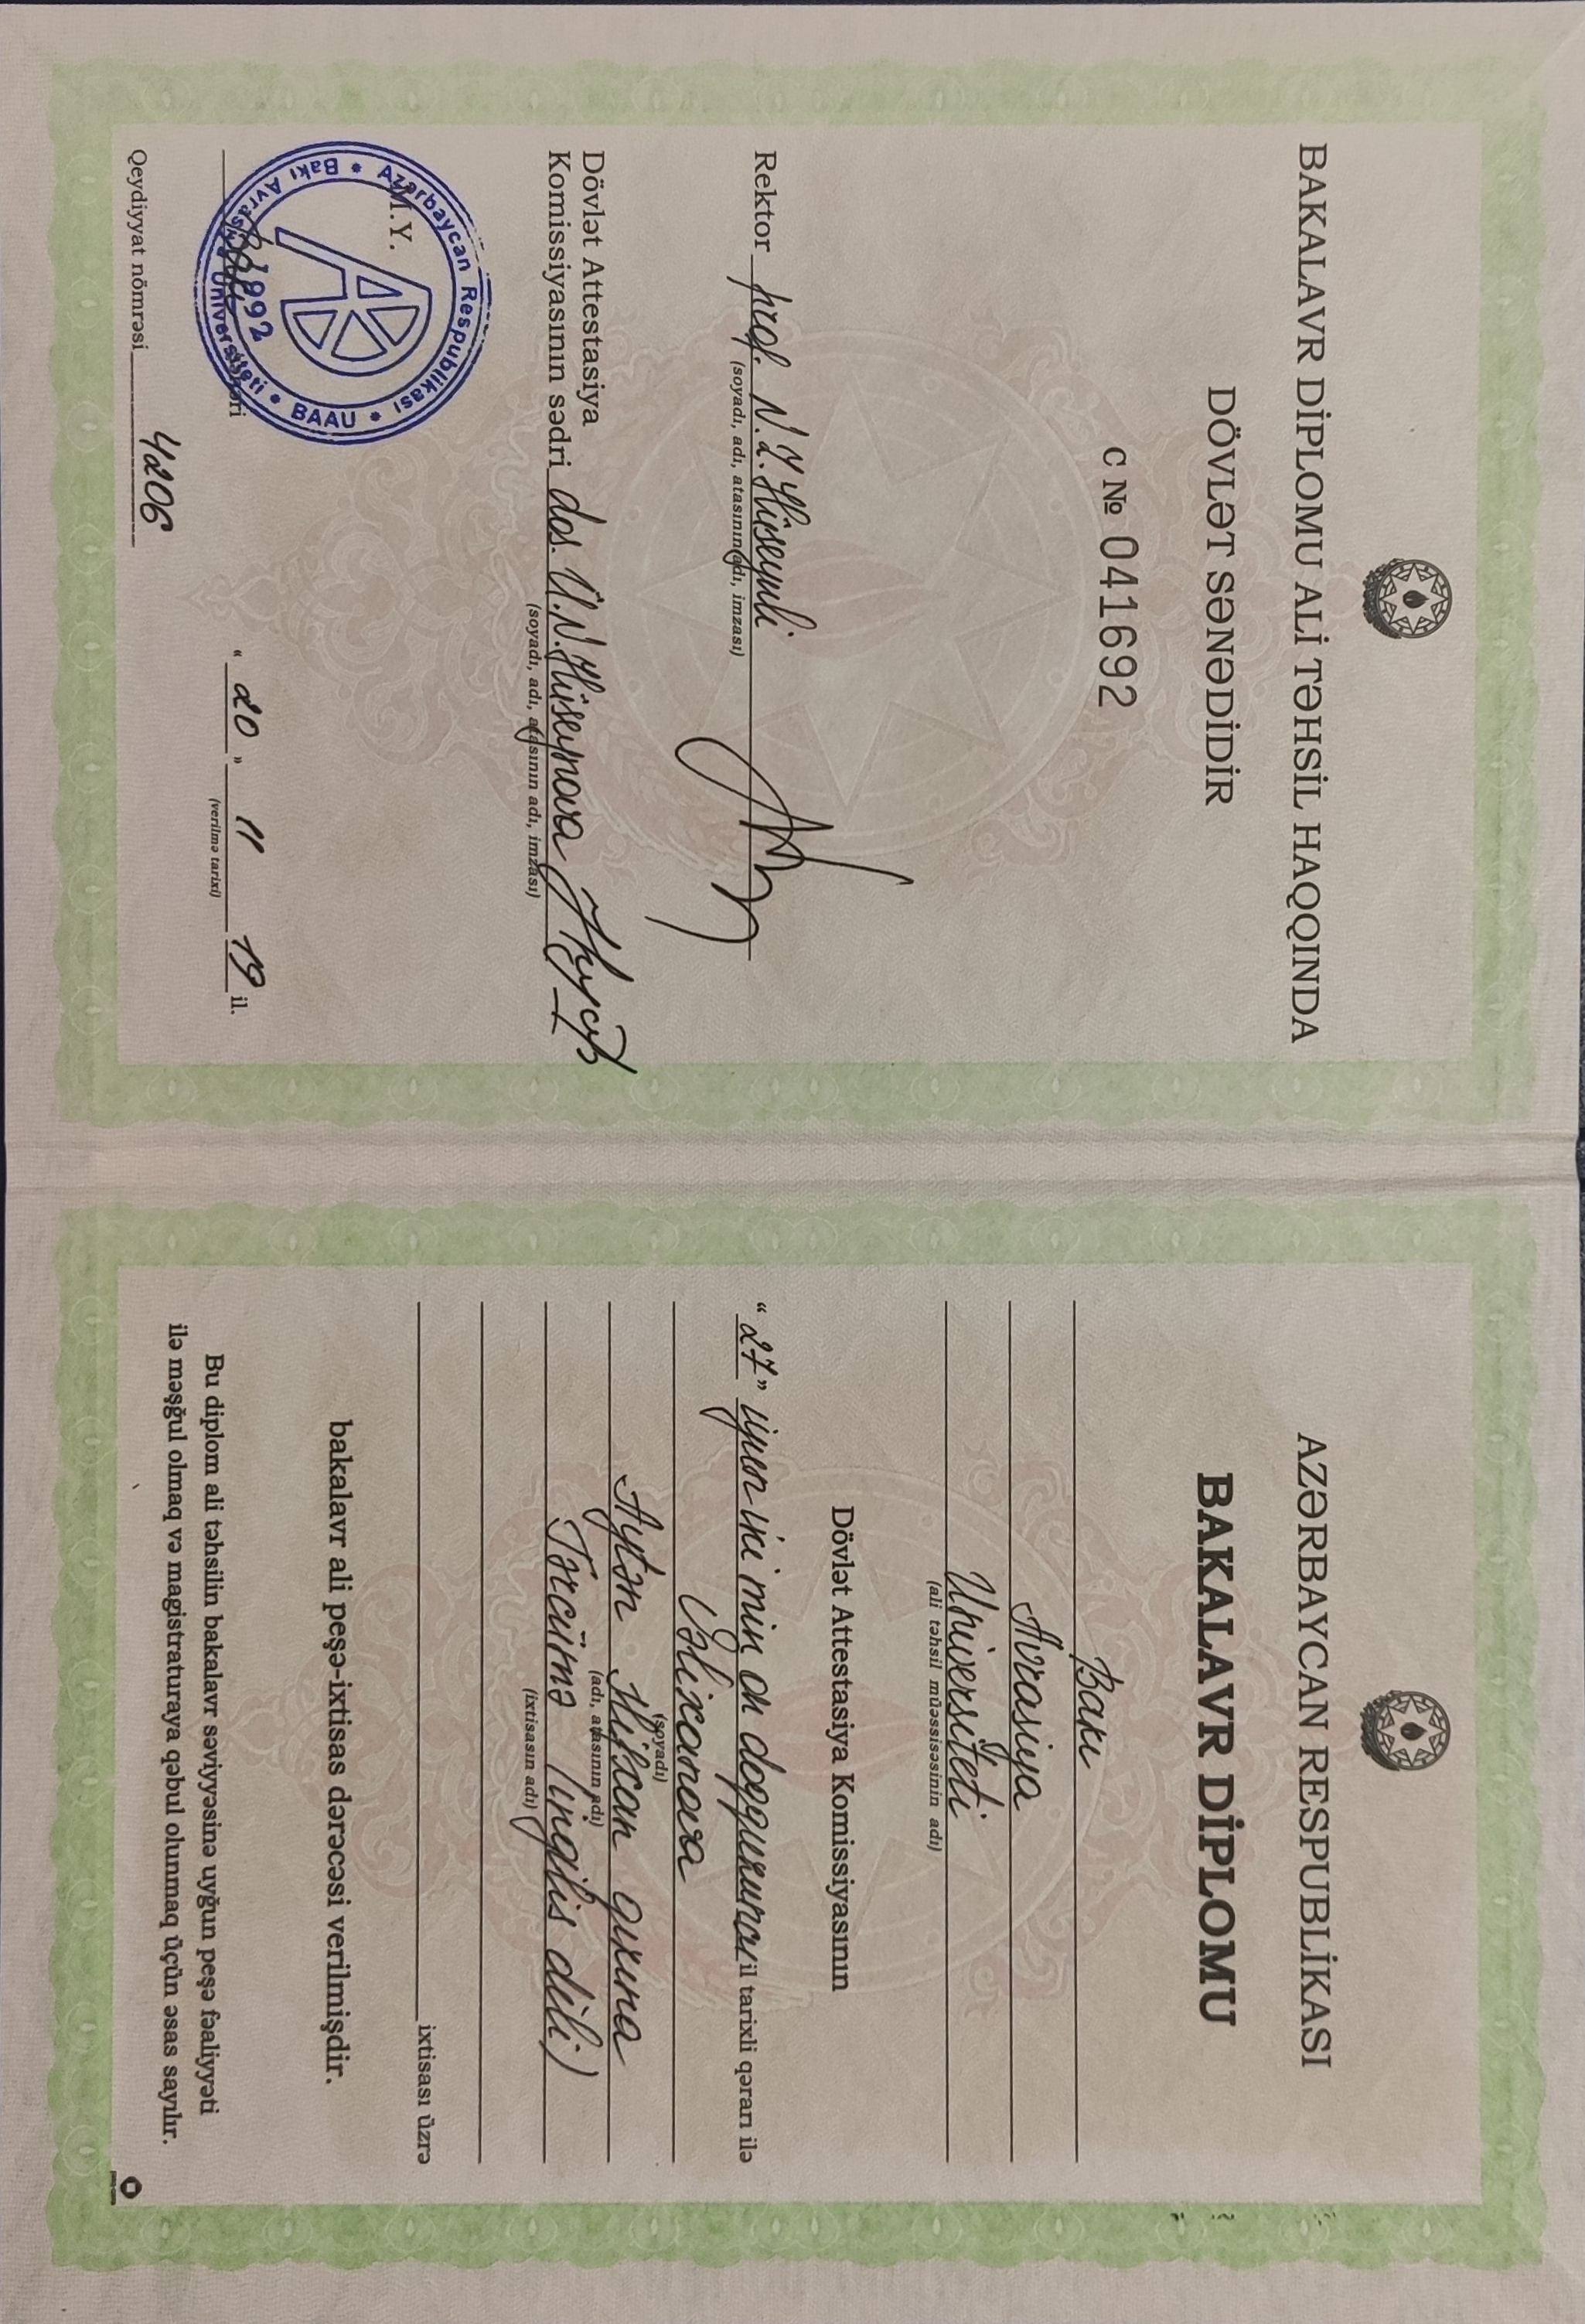 BAKALAVR DİPLOMU ALİ TƏHSİL HAQQINDA
DÖVLƏT SƏNƏDİDİR
C № 041692
Rektor prof. N.Z.Hüseynli
(soyadı, adı, atasının adı, imzası)
Dövlət Attestasiya
Komissiyasının sədri dos. Ü.N.Hüseynova
(soyadı, adı, atasının adı, imzası)
M.Y.
Azərbaycan Respublikası • BAAU • Bakı Avrasiya Universiteti •
1992
Bakı şəhəri
"20" 11 19 il.
(verilmə tarixi)
Qeydiyyat nömrəsi 4206
AZƏRBAYCAN RESPUBLİKASI
BAKALAVR DİPLOMU
Bakı
Avrasiya
Universiteti
(ali təhsil müəssisəsinin adı)
Dövlət Attestasiya Komissiyasının
"27" iyun iki min on doqquzuncu il tarixli qərarı ilə
Əlixanova
(soyadı)
Aytən Nüsrət qızına
(adı, atasının adı)
Tərcümə (ingilis dili)
(ixtisasın adı)
ixtisası üzrə
bakalavr ali peşə-ixtisas dərəcəsi verilmişdir.
Bu diplom ali təhsilin bakalavr səviyyəsinə uyğun peşə fəaliyyəti
ilə məşğul olmaq və magistraturaya qəbul olunmaq üçün əsas sayılır.